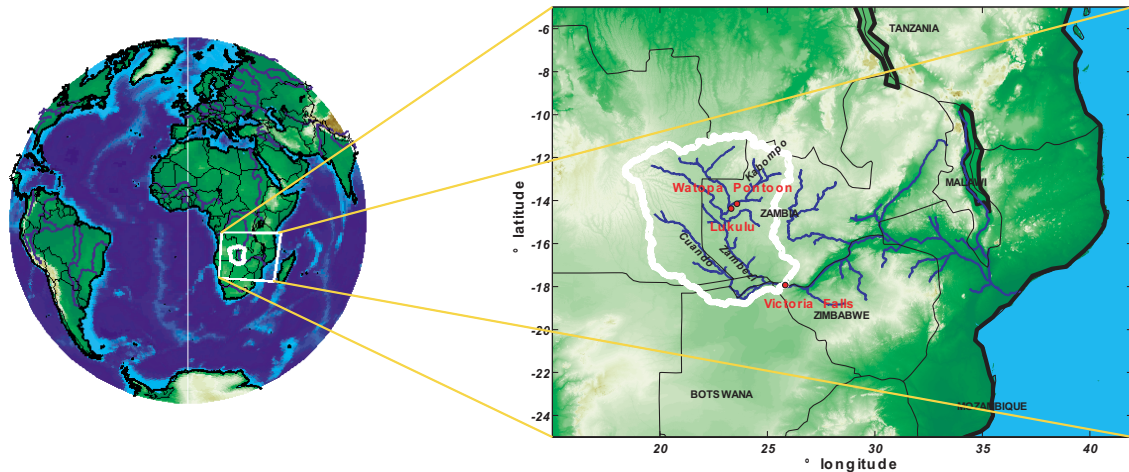 -6
-8
-10
-12
-14
-16
-18
-20
-22
-24
° latitude
TANZANIA
Kabompo
Watopa Pontoon
MALAWI
ZAMBIA
Lukulu
Cuando
Zambezi
Victoria Falls
ZIMBABWE
BOTSWANA
MOZAMBIQUE
20 25 30 35 40
° longitude